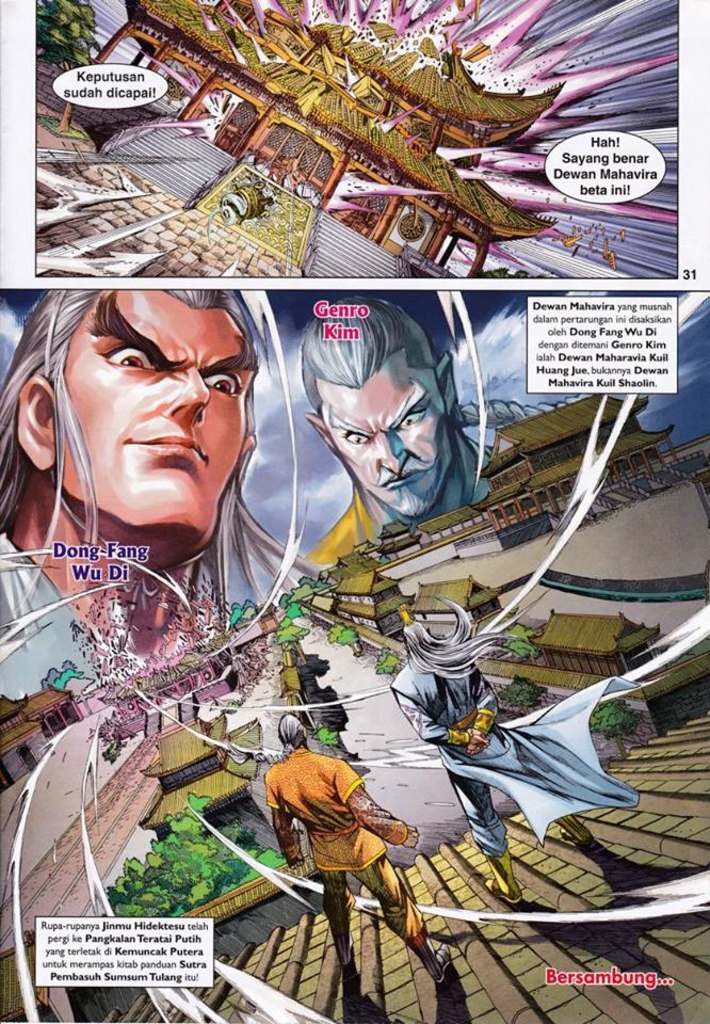 Keputusan
sudah dicapai!
Hah!
Sayang benar
Dewan Mahavira
beta ini!
31
Genro
Kim
Dewan Mahavira yang musnah
dalam pertarungan ini disaksikan
oleh Dong Fang Wu Di
dengan ditemani Genro Kim
ialah Dewan Maharavia Kuil
Huang Jue, bukannya Dewan
Mahavira Kuil Shaolin.
Dong Fang
Wu Di
Rupa-rupanya Jinmu Hidektesu telah
pergi ke Pangkalan Teratai Putih
yang terletak di Kemuncak Putera
untuk merampas kitab panduan Sutra
Pembasuh Sumsum Tulang itu!
Bersambung...